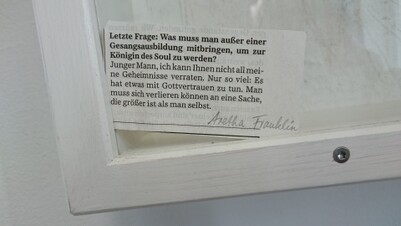 Letzte Frage: Was muss man außer einer
Gesangsausbildung mitbringen, um zur
Königin des Soul zu werden?
Junger Mann, ich kann Ihnen nicht all mei-
ne Geheimnisse verraten. Nur so viel: Es
hat etwas mit Gottvertrauen zu tun. Man
muss sich verlieren können an eine Sache,
die größer ist als man selbst.
Aretha Franklin